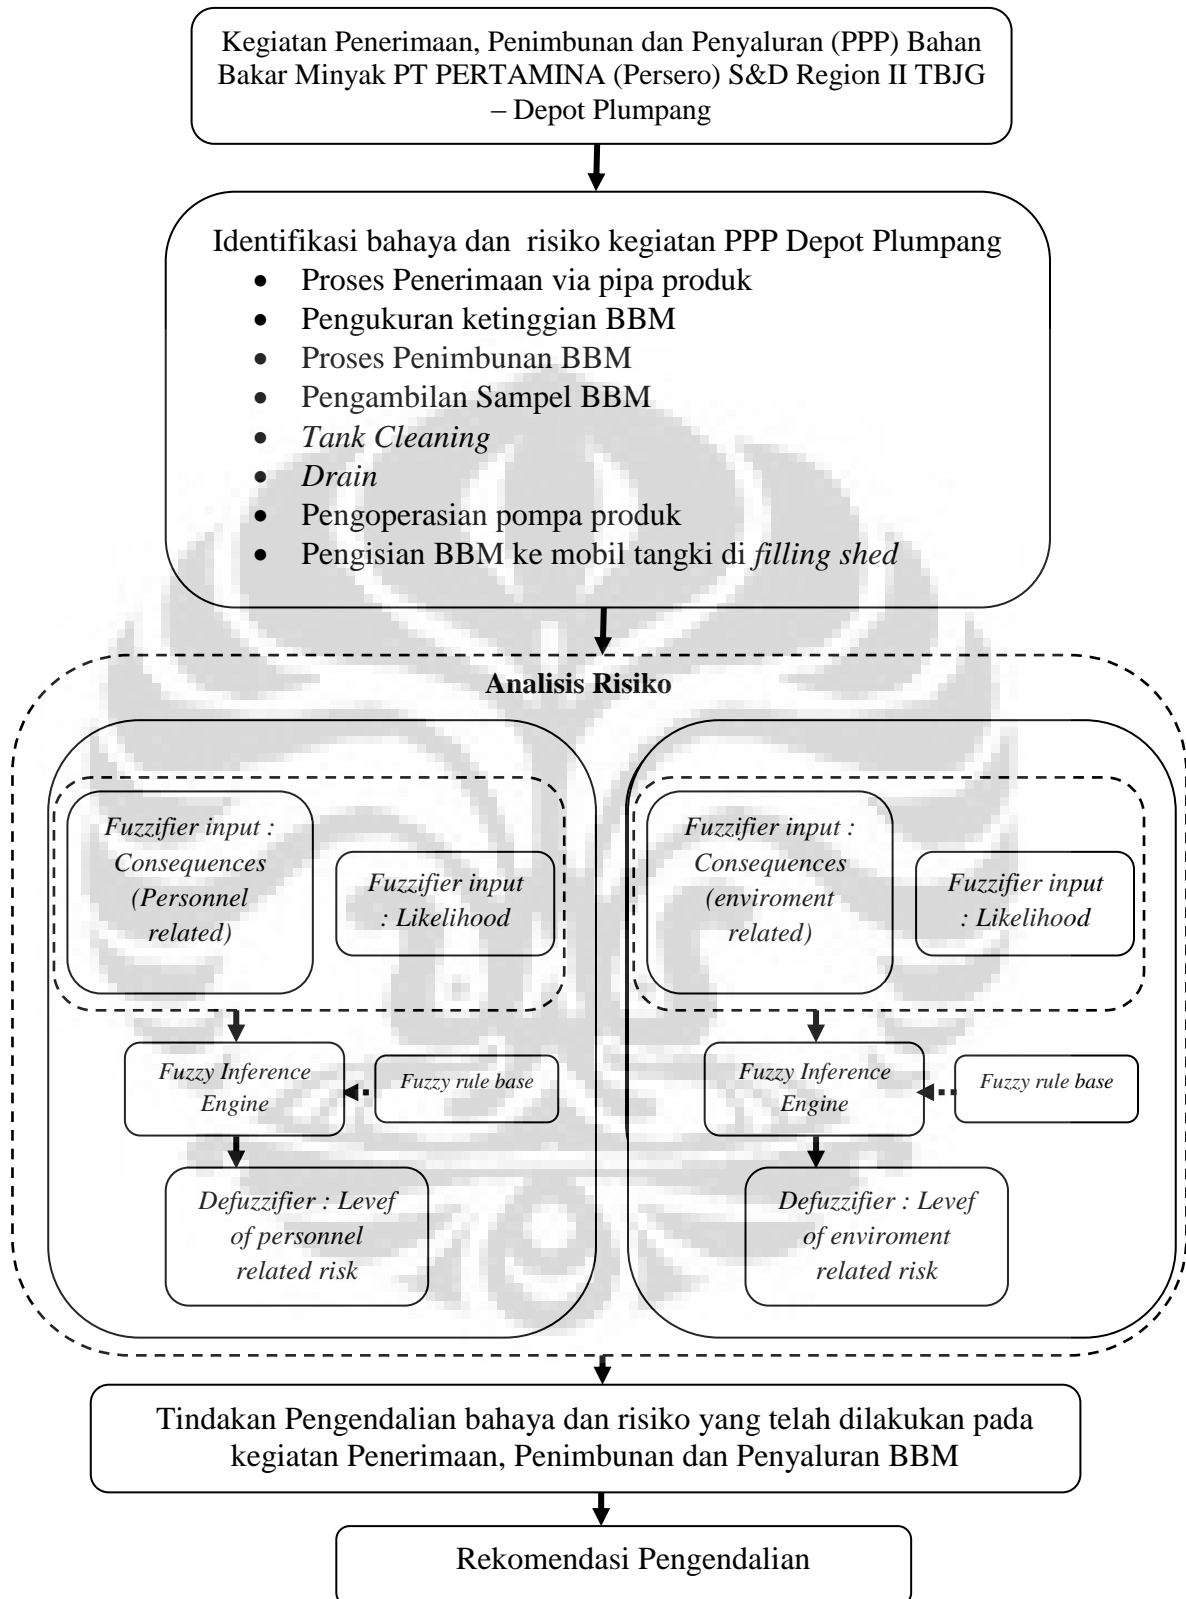 Kegiatan Penerimaan, Penimbunan dan Penyaluran (PPP) Bahan
Bakar Minyak PT PERTAMINA (Persero) S&D Region II TBJG
– Depot Plumpang
Identifikasi bahaya dan risiko kegiatan PPP Depot Plumpang
• Proses Penerimaan via pipa produk
• Pengukuran ketinggian BBM
• Proses Penimbunan BBM
• Pengambilan Sampel BBM
• Tank Cleaning
• Drain
• Pengoperasian pompa produk
• Pengisian BBM ke mobil tangki di filling shed
Analisis Risiko
Fuzzifier input :
Consequences
(Personnel
related)
Fuzzifier input
: Likelihood
Fuzzy Inference
Engine
Fuzzy rule base
Defuzzifier : Levef
of personnel
related risk
Fuzzifier input :
Consequences
(enviroment
related)
Fuzzifier input
: Likelihood
Fuzzy Inference
Engine
Fuzzy rule base
Defuzzifier : Levef
of enviroment
related risk
Tindakan Pengendalian bahaya dan risiko yang telah dilakukan pada
kegiatan Penerimaan, Penimbunan dan Penyaluran BBM
Rekomendasi Pengendalian